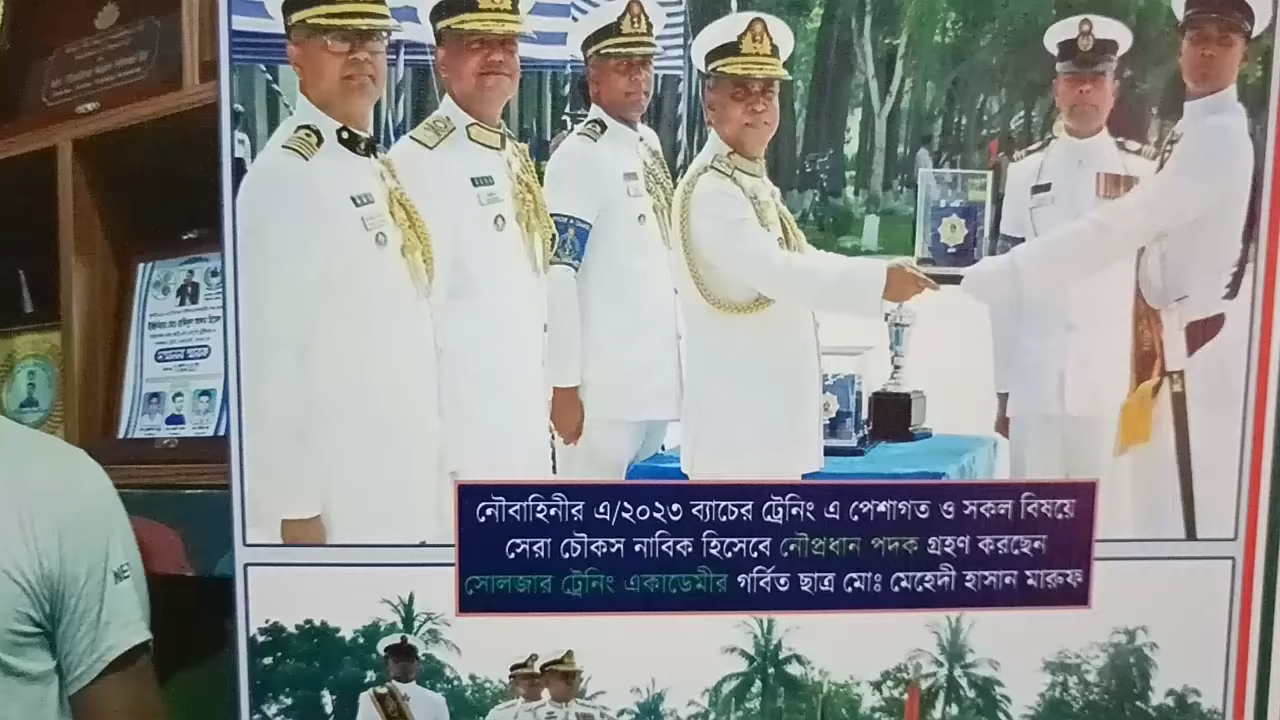 নৌবাহিনীর এ/২০২৩ ব্যাচের ট্রেনিং এ পেশাগত ও সকল বিষয়ে
সেরা চৌকস নাবিক হিসেবে নৌপ্রধান পদক গ্রহণ করছেন
সোলজার ট্রেনিং একাডেমীর গর্বিত ছাত্র মোঃ মেহেদী হাসান মারুফ